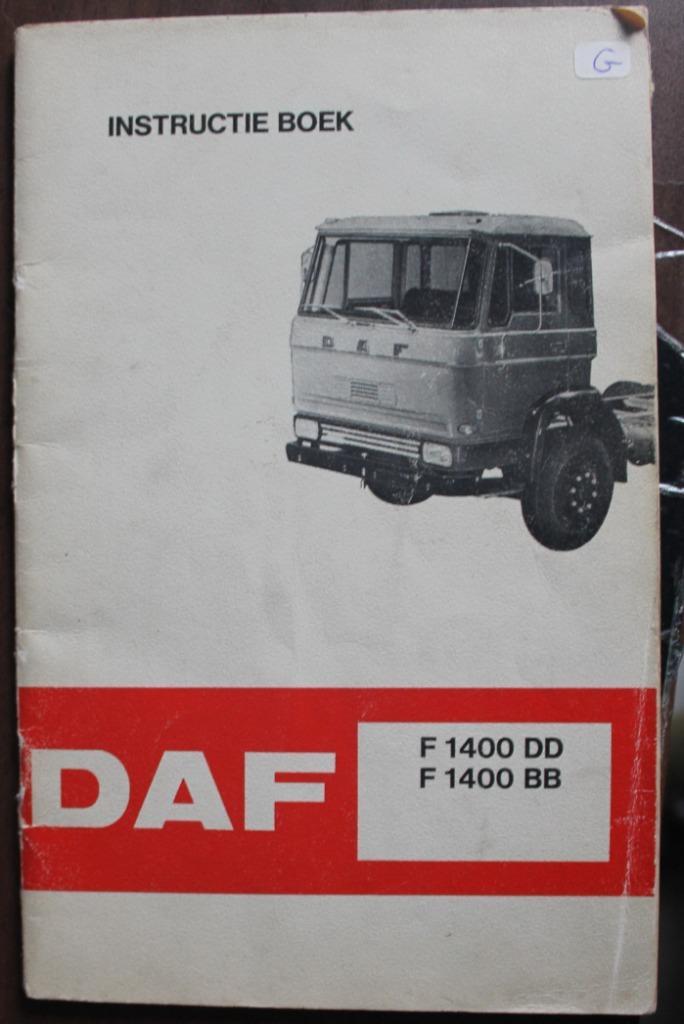 G
INSTRUCTIE BOEK
DAF
DAF
F 1400 DD
F 1400 BB